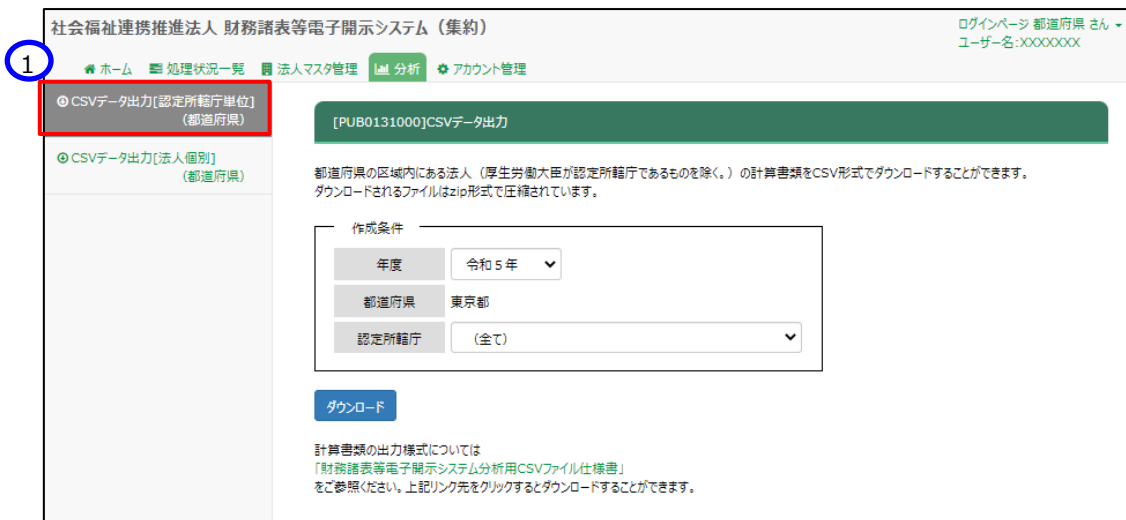 社会福祉連携推進法人 財務諸表等電子開示システム（集約）
ログインページ 都道府県 さん
ユーザー名:XXXXXXX
1
ホーム 処理状況一覧 法人マスタ管理 分析 アカウント管理
CSVデータ出力[認定所轄庁単位]
(都道府県)
CSVデータ出力[法人個別]
(都道府県)
[PUB0131000]CSVデータ出力
都道府県の区域内にある法人（厚生労働大臣が認定所轄庁であるものを除く。）の計算書類をCSV形式でダウンロードすることができます。
ダウンロードされるファイルはzip形式で圧縮されています。
作成条件
年度 令和５年
都道府県 東京都
認定所轄庁 （全て）
ダウンロード
計算書類の出力様式については
「財務諸表等電子開示システム分析用CSVファイル仕様書」
をご参照ください。上記リンク先をクリックするとダウンロードすることができます。